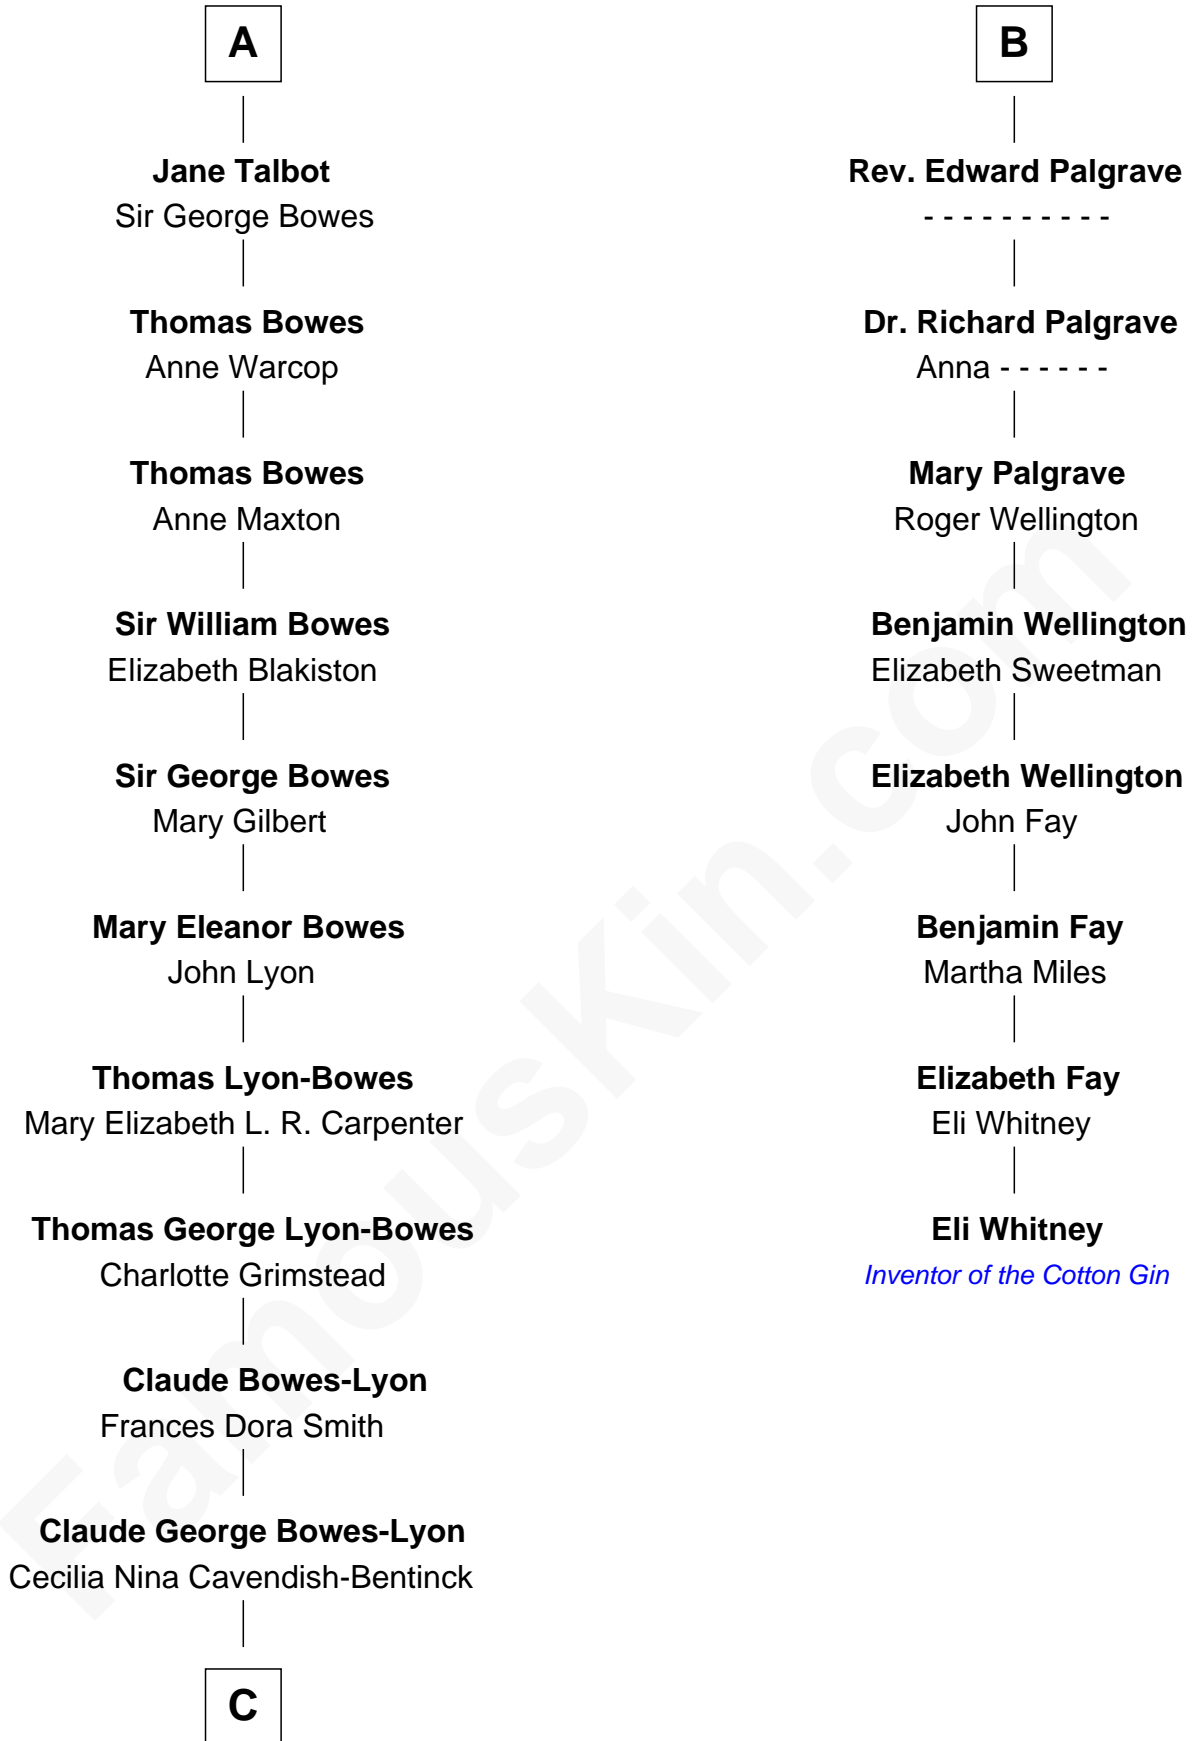 A
Jane Talbot
Sir George Bowes
Thomas Bowes
Anne Warcop
Thomas Bowes
Anne Maxton
Sir William Bowes
Elizabeth Blakiston
Sir George Bowes
Mary Gilbert
Mary Eleanor Bowes
John Lyon
Thomas Lyon-Bowes
Mary Elizabeth L. R. Carpenter
Thomas George Lyon-Bowes
Charlotte Grimstead
Claude Bowes-Lyon
Frances Dora Smith
Claude George Bowes-Lyon
Cecilia Nina Cavendish-Bentinck
C
B
Rev. Edward Palgrave
- - - - - - - - - -
Dr. Richard Palgrave
Anna - - - - - -
Mary Palgrave
Roger Wellington
Benjamin Wellington
Elizabeth Sweetman
Elizabeth Wellington
John Fay
Benjamin Fay
Martha Miles
Elizabeth Fay
Eli Whitney
Eli Whitney
Inventor of the Cotton Gin
FamousKin.com